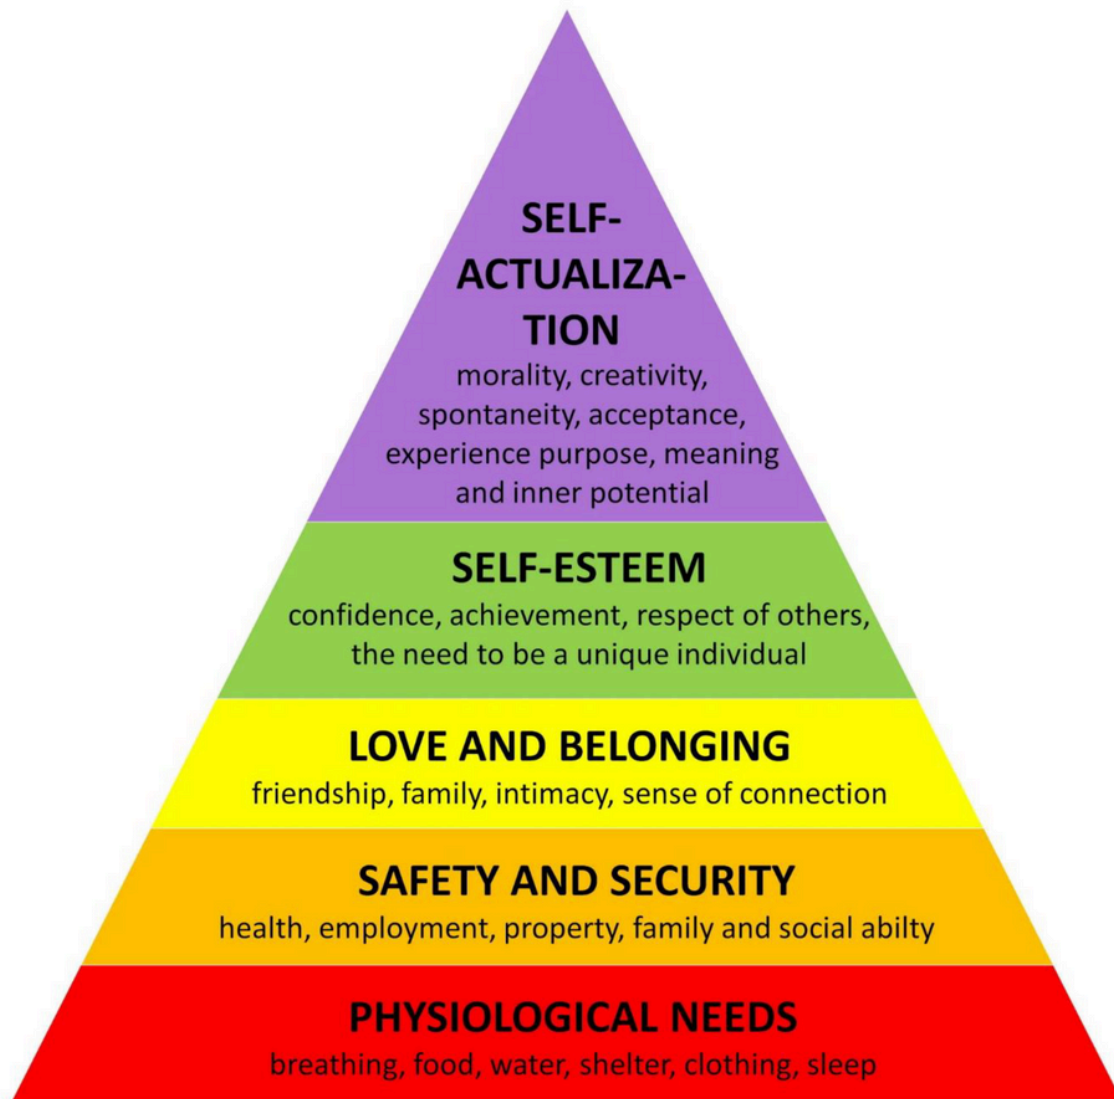 SELF-
ACTUALIZA-
TION
morality, creativity,
spontaneity, acceptance,
experience purpose, meaning
and inner potential
SELF-ESTEEM
confidence, achievement, respect of others,
the need to be a unique individual
LOVE AND BELONGING
friendship, family, intimacy, sense of connection
SAFETY AND SECURITY
health, employment, property, family and social abilty
PHYSIOLOGICAL NEEDS
breathing, food, water, shelter, clothing, sleep